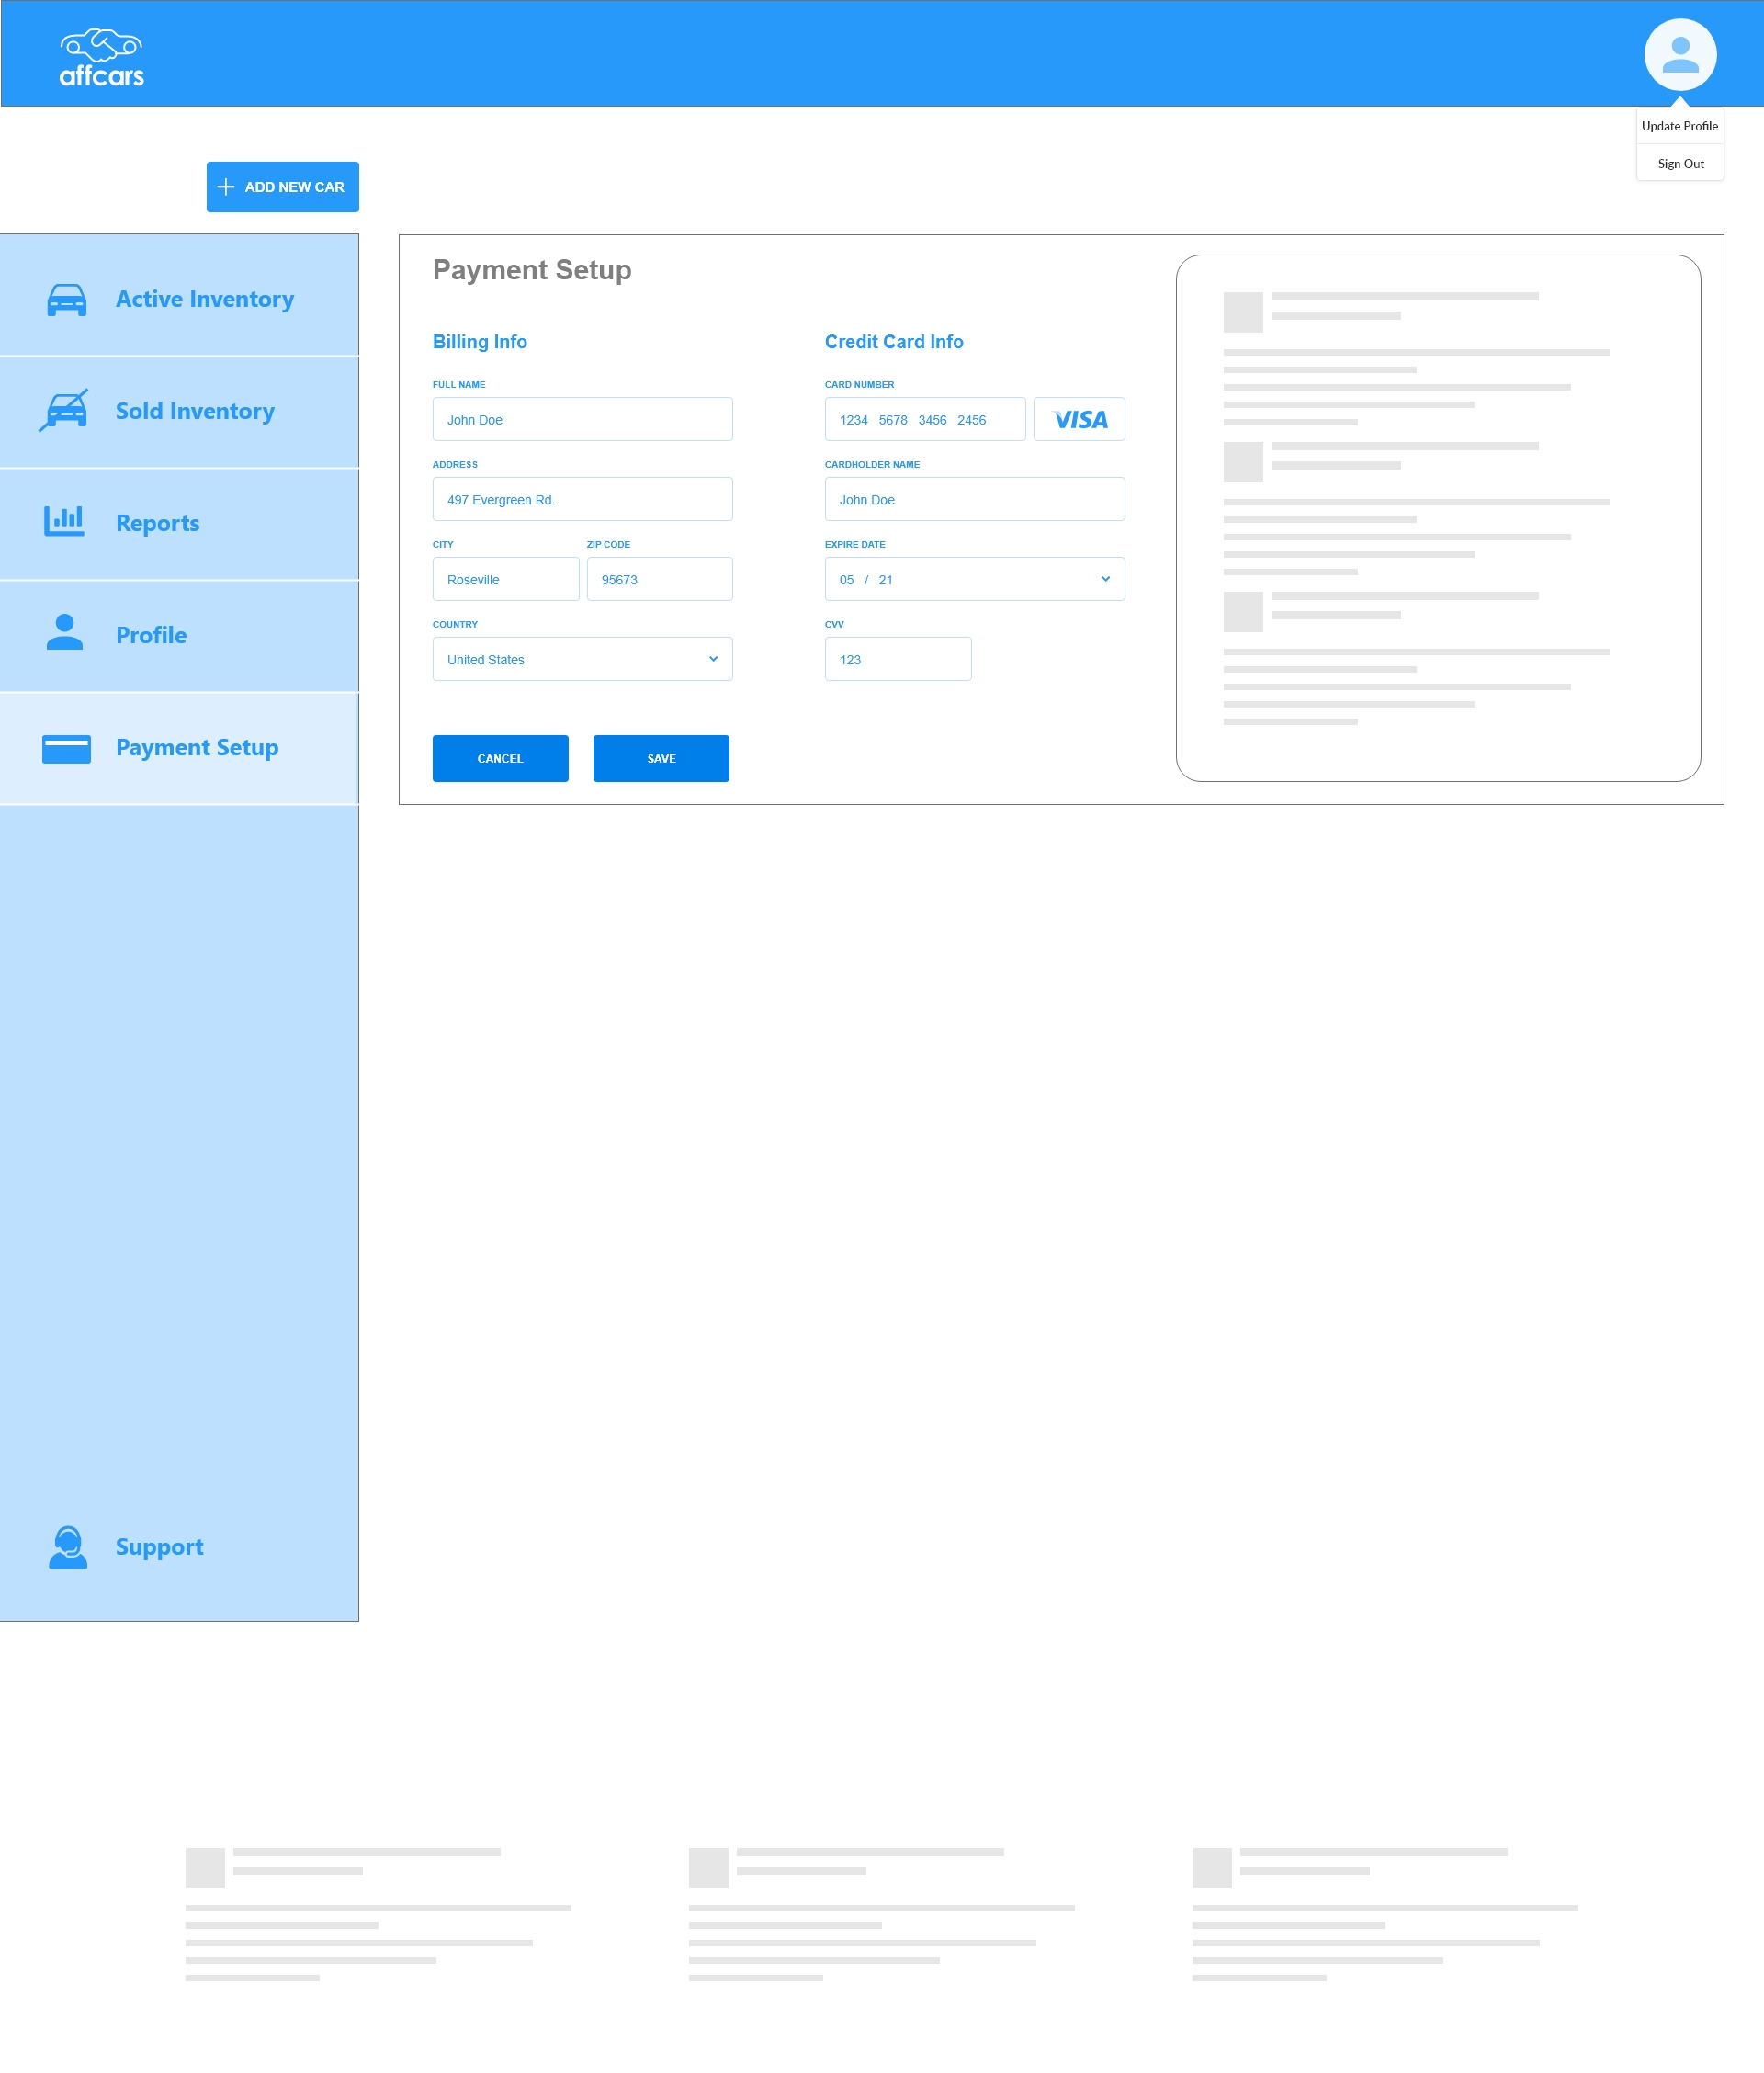 affcars
Update Profile
Sign Out
ADD NEW CAR
Active Inventory
Sold Inventory
Reports
Profile
Payment Setup
Support
Payment Setup
Billing Info
FULL NAME
John Doe
ADDRESS
497 Evergreen Rd.
CITY ZIP CODE
Roseville 95673
COUNTRY
United States
CANCEL SAVE
Credit Card Info
CARD NUMBER
1234 5678 3456 2456 VISA
CARDHOLDER NAME
John Doe
EXPIRE DATE
05 / 21
CVV
123